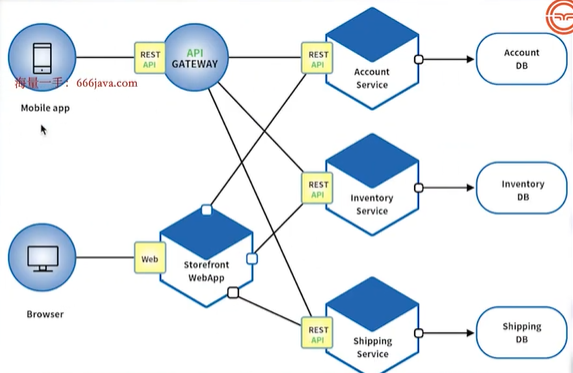 REST
API
API
GATEWAY
REST
API
Account
Service
Account
DB
海量一手：666java.com
Mobile app
REST
API
Inventory
Service
Inventory
DB
Web
Storefront
WebApp
Browser
REST
API
Shipping
Service
Shipping
DB